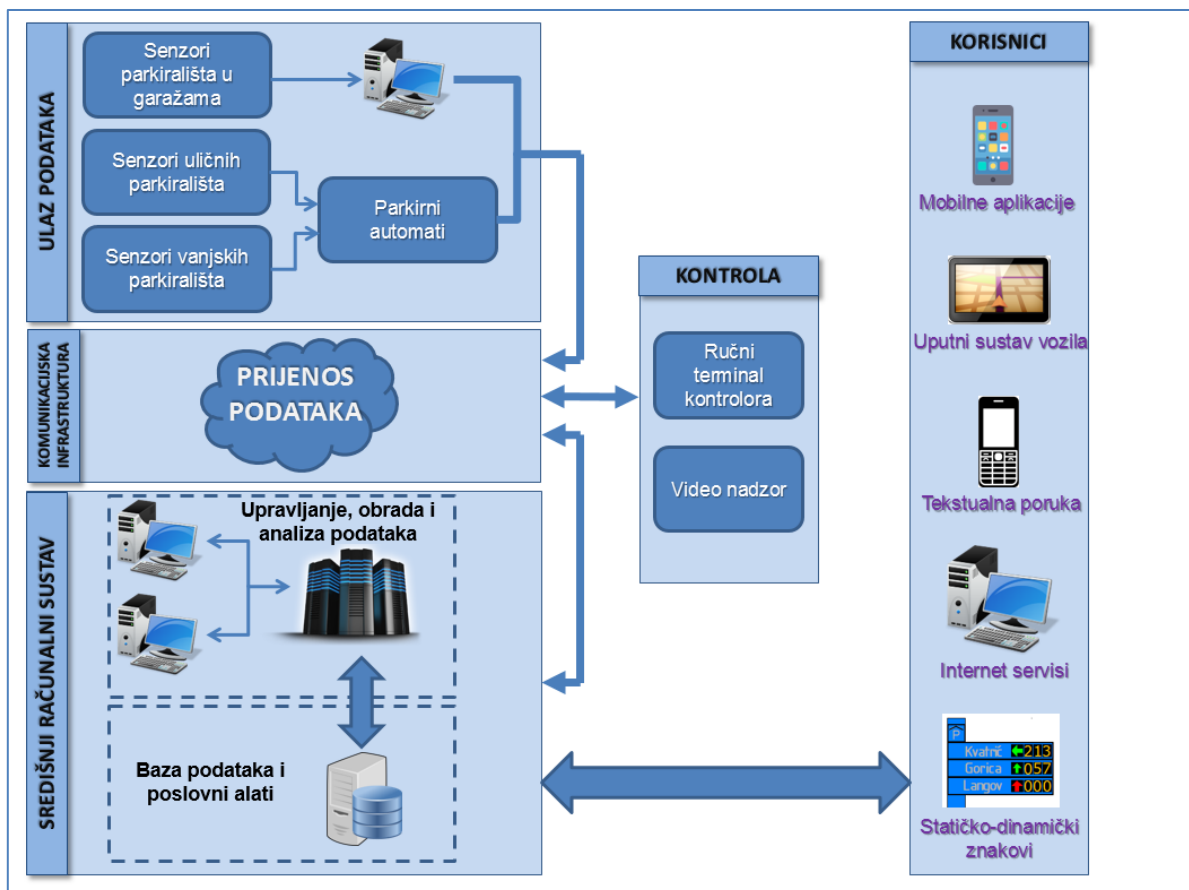 ULAZ PODATAKA
Senzori
parkirališta u
garažama
Senzori uličnih
parkirališta
Senzori vanjskih
parkirališta
Parkirni
automati
KOMUNIKACIJSKA
INFRASTRUKTURA
PRIJENOS
PODATAKA
SREDIŠNJI RAČUNALNI SUSTAV
Upravljanje, obrada i
analiza podataka
Baza podataka i
poslovni alati
KONTROLA
Ručni
terminal
kontrolora
Video nadzor
KORISNICI
Mobilne aplikacije
Uputni sustav vozila
Tekstualna poruka
Internet servisi
P
Kvatrić 213
Gorica 057
Langov 000
Statičko-dinamički
znakovi